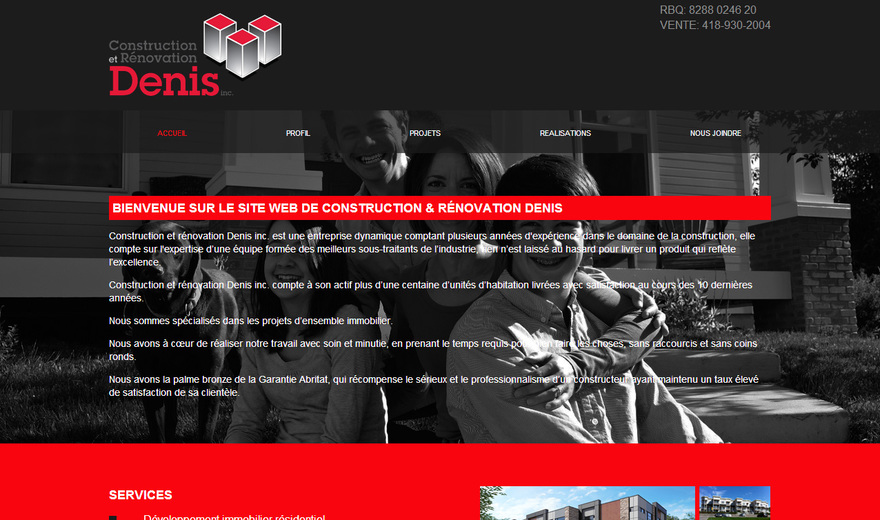 Construction
et Rénovation
Denis inc.
RBQ: 8288 0246 20
VENTE: 418-930-2004
ACCUEIL PROFIL PROJETS REALISATIONS NOUS JOINDRE
BIENVENUE SUR LE SITE WEB DE CONSTRUCTION & RÉNOVATION DENIS
Construction et rénovation Denis inc. est une entreprise dynamique comptant plusieurs années d'expérience dans le domaine de la construction, elle
compte sur l'expertise d'une équipe formée des meilleurs sous-traitants de l'industrie, rien n'est laissé au hasard pour livrer un produit qui reflète
l'excellence.
Construction et rénovation Denis inc. compte à son actif plus d'une centaine d'unités d'habitation livrées avec satisfaction au cours des 10 dernières
années.
Nous sommes spécialisés dans les projets d'ensemble immobilier.
Nous avons à cœur de réaliser notre travail avec soin et minutie, en prenant le temps requis pour bien faire les choses, sans raccourcis et sans coins
ronds.
Nous avons la palme bronze de la Garantie Abritat, qui récompense le sérieux et le professionnalisme d'un constructeur ayant maintenu un taux élevé
de satisfaction de sa clientèle.
SERVICES
Développement immobilier résidentiel